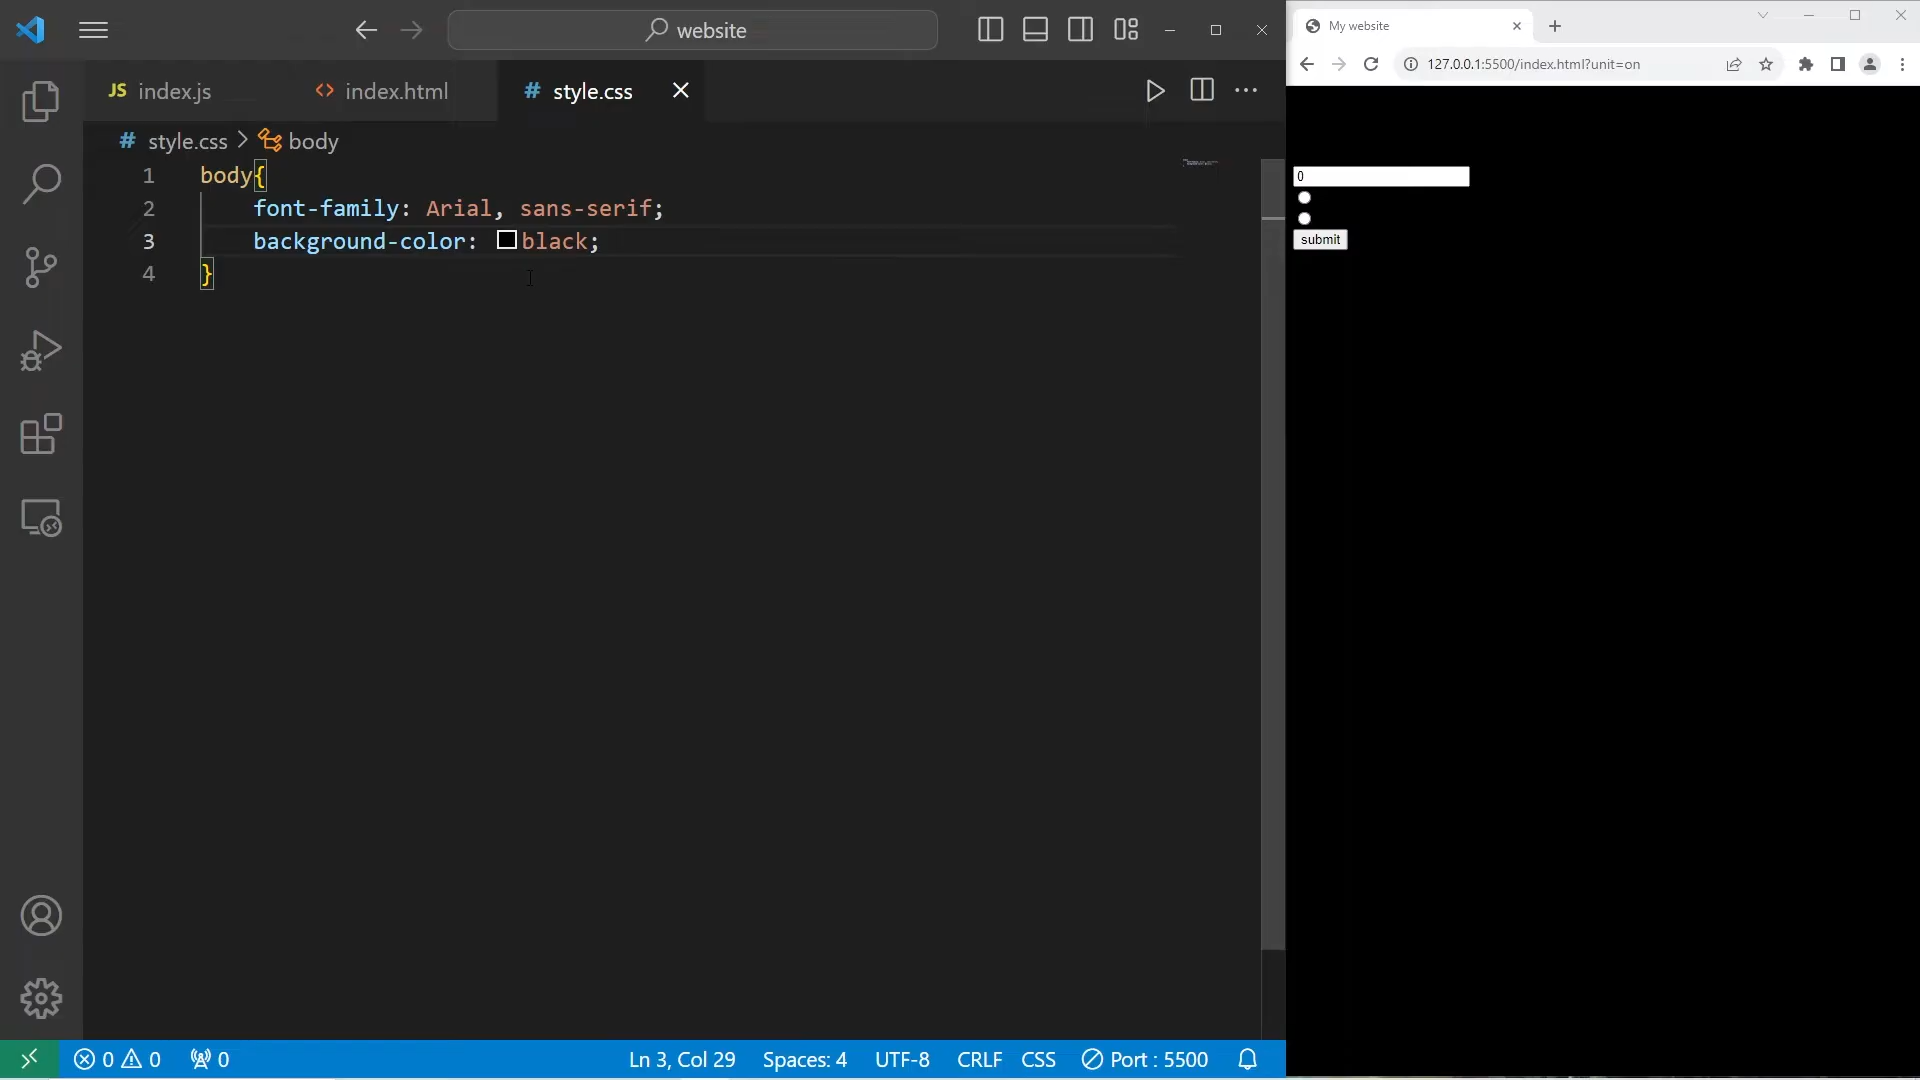 website
JS index.js
<> index.html
# style.css
# style.css > body
1 body{
2 font-family: Arial, sans-serif;
3 background-color: black;
4 }
0 0 0
Ln 3, Col 29
Spaces: 4
UTF-8
CRLF
CSS
Port : 5500
My website
127.0.0.1:5500/index.html?unit=on
0
submit